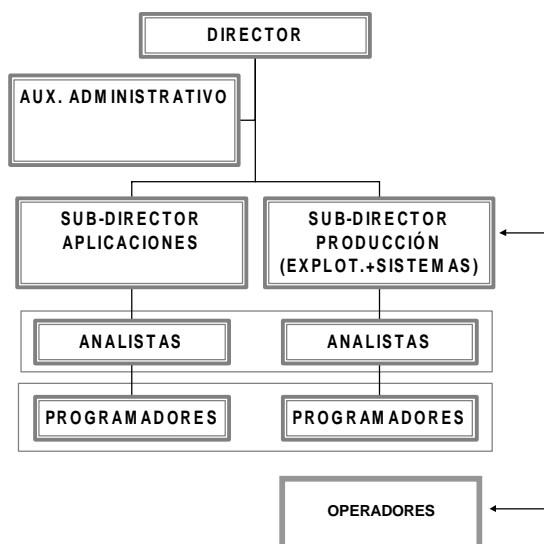 DIRECTOR
AUX. ADMINISTRATIVO
SUB-DIRECTOR
APLICACIONES
SUB-DIRECTOR
PRODUCCIÓN
(EXPLOT.+SISTEMAS)
ANALISTAS
ANALISTAS
PROGRAMADORES
PROGRAMADORES
OPERADORES